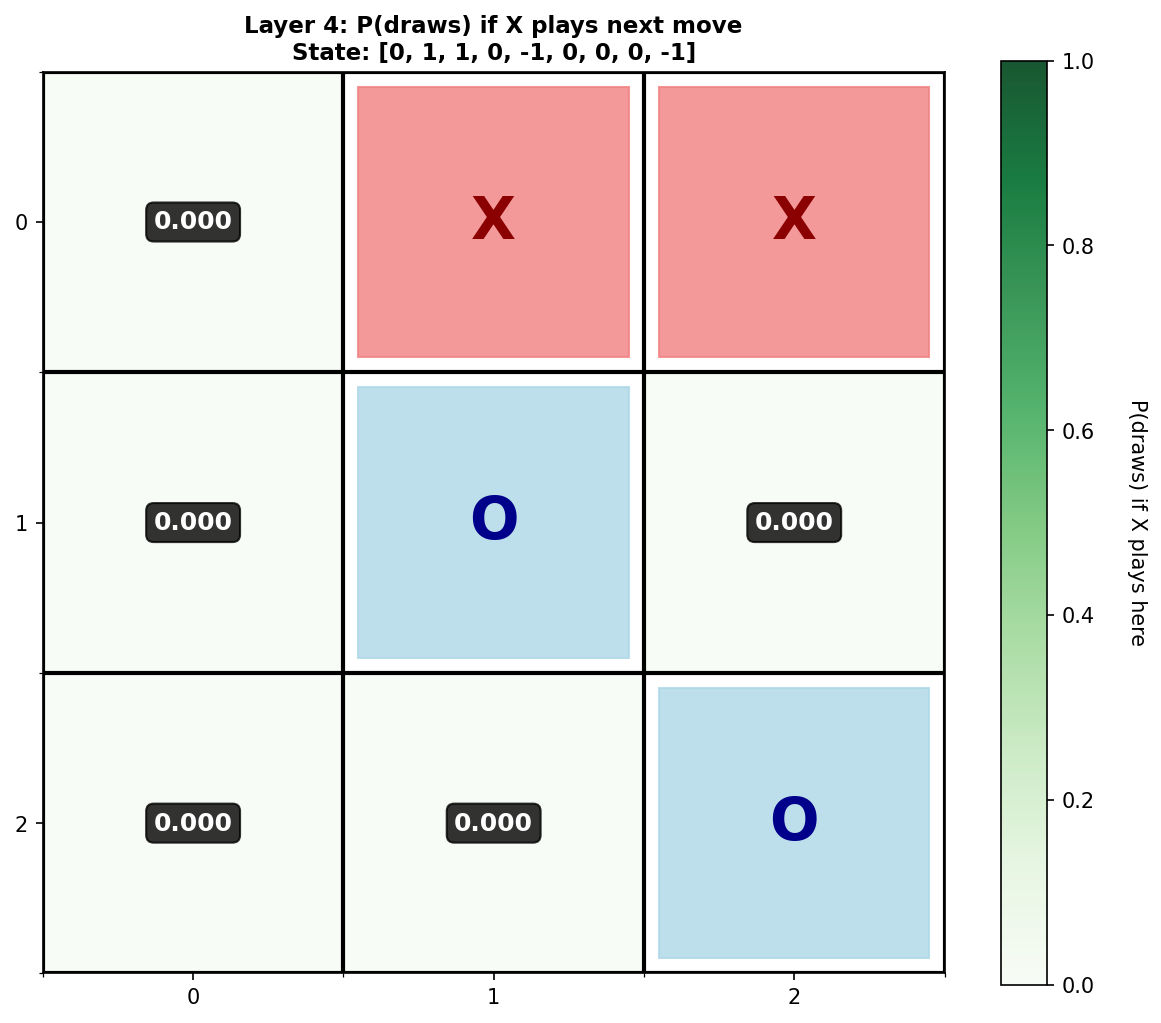 Layer 4: P(draws) if X plays next move
State: [0, 1, 1, 0, -1, 0, 0, 0, -1]
0 0.000 X X
1 0.000 O 0.000
2 0.000 0.000 O
0 1 2
1.0
0.8
0.6
0.4
0.2
0.0
P(draws) if X plays here